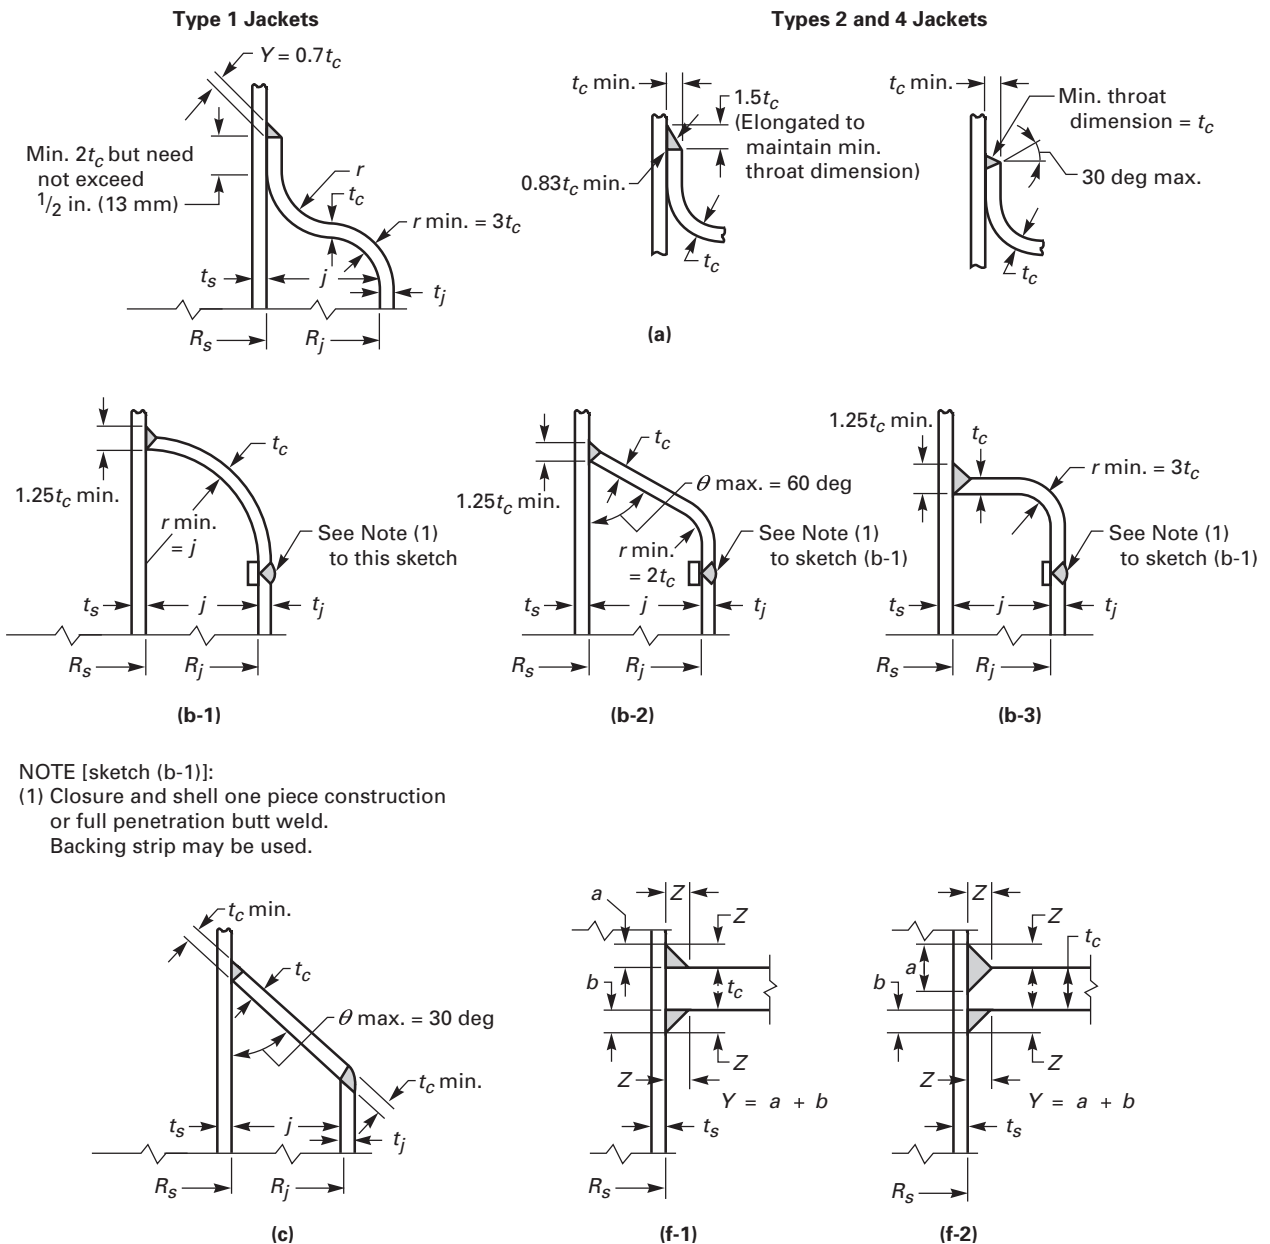 Type 1 Jackets
Types 2 and 4 Jackets
Y = 0.7tc
Min. 2tc but need
not exceed
1/2 in. (13 mm)
r
tc
r min. = 3tc
ts
j
tj
Rs
Rj
tc min.
1.5tc
(Elongated to
maintain min.
throat dimension)
0.83tc min.
tc
tc min.
Min. throat
dimension = tc
30 deg max.
tc
(a)
1.25tc min.
tc
r min.
= j
See Note (1)
to this sketch
ts
j
tj
Rs
Rj
(b-1)
1.25tc min.
tc
θ max. = 60 deg
r min.
= 2tc
See Note (1)
to sketch (b-1)
ts
j
tj
Rs
Rj
(b-2)
1.25tc min.
tc
r min. = 3tc
See Note (1)
to sketch (b-1)
ts
j
tj
Rs
Rj
(b-3)
NOTE [sketch (b-1)]:
(1) Closure and shell one piece construction
or full penetration butt weld.
Backing strip may be used.
tc min.
tc
θ max. = 30 deg
tc min.
ts
j
tj
Rs
Rj
(c)
a
Z
Z
b
tc
Z
Z
Y = a + b
ts
Rs
(f-1)
Z
Z
tc
a
b
Z
Z
Y = a + b
ts
Rs
(f-2)